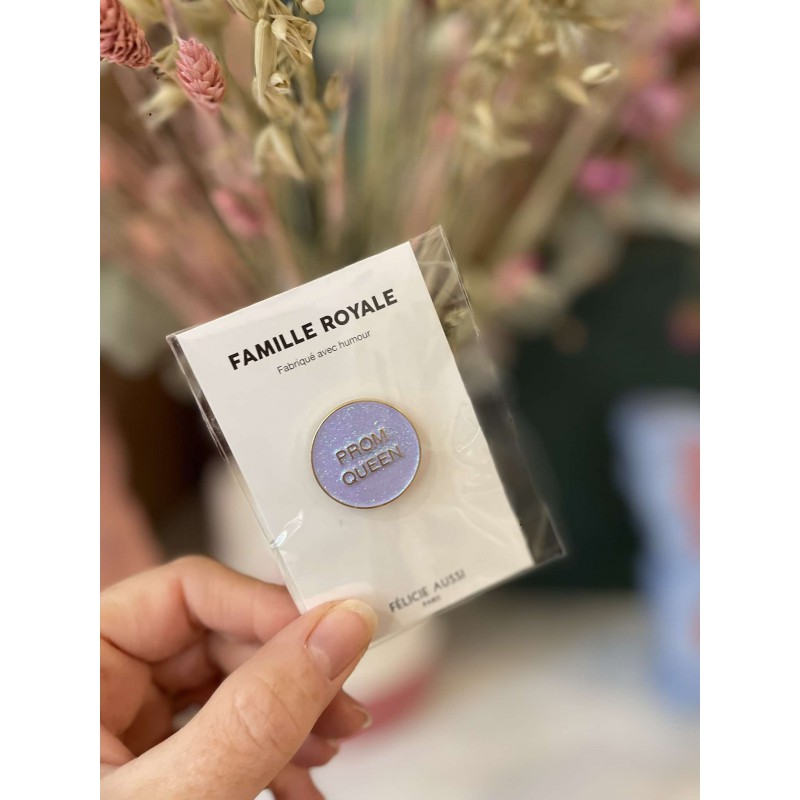 FAMILLE ROYALE
Fabriqué avec humour
PROM
QUEEN
FÉLICIE AUSSI
PARIS